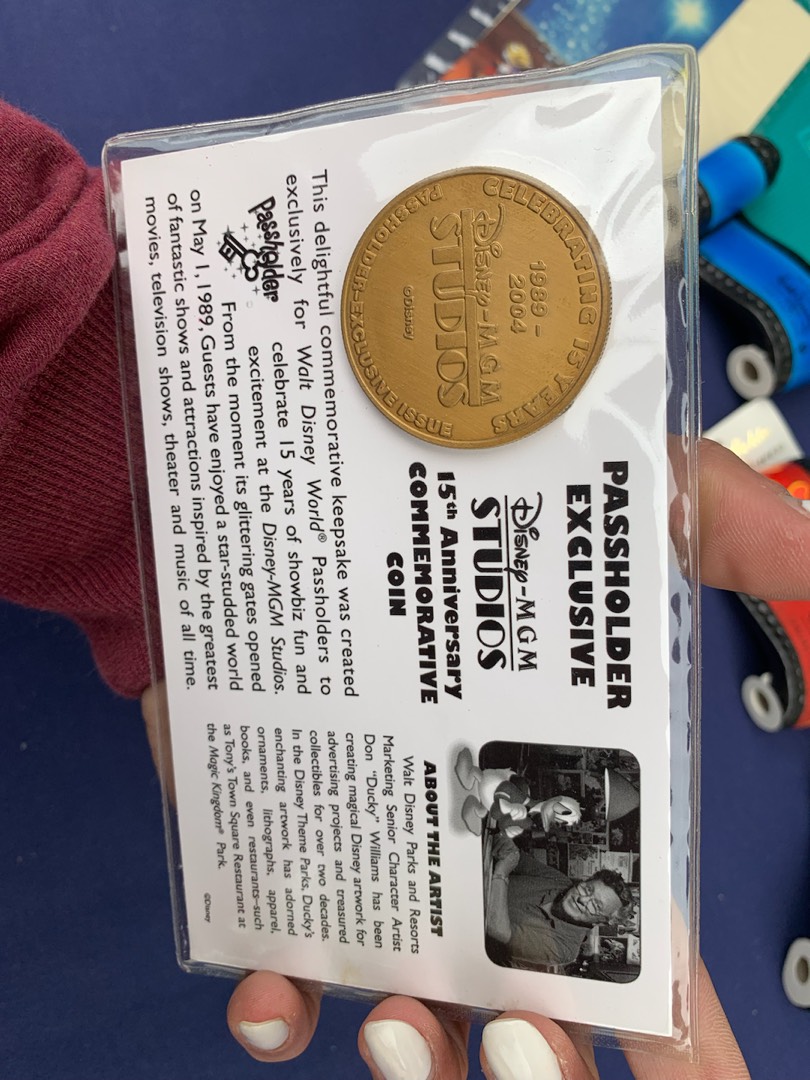 CELEBRATING 15 YEARS
1989 -
2004
Disney-MGM
STUDIOS
©Disney
PASSHOLDER-EXCLUSIVE ISSUE
PASSHOLDER
EXCLUSIVE
Disney-MGM
STUDIOS
15th Anniversary
COMMEMORATIVE
COIN
This delightful commemorative keepsake was created
exclusively for Walt Disney World® Passholders to
Passholder
celebrate 15 years of showbiz fun and
excitement at the Disney-MGM Studios.
From the moment its glittering gates opened
on May 1, 1989, Guests have enjoyed a star-studded world
of fantastic shows and attractions inspired by the greatest
movies, television shows, theater and music of all time.
ABOUT THE ARTIST
Walt Disney Parks and Resorts
Marketing Senior Character Artist
Don "Ducky" Williams has been
creating magical Disney artwork for
advertising projects and treasured
collectibles for over two decades.
In the Disney Theme Parks, Ducky's
enchanting artwork has adorned
ornaments, lithographs, apparel,
books, and even restaurants–such
as Tony's Town Square Restaurant at
the Magic Kingdom® Park.
©Disney